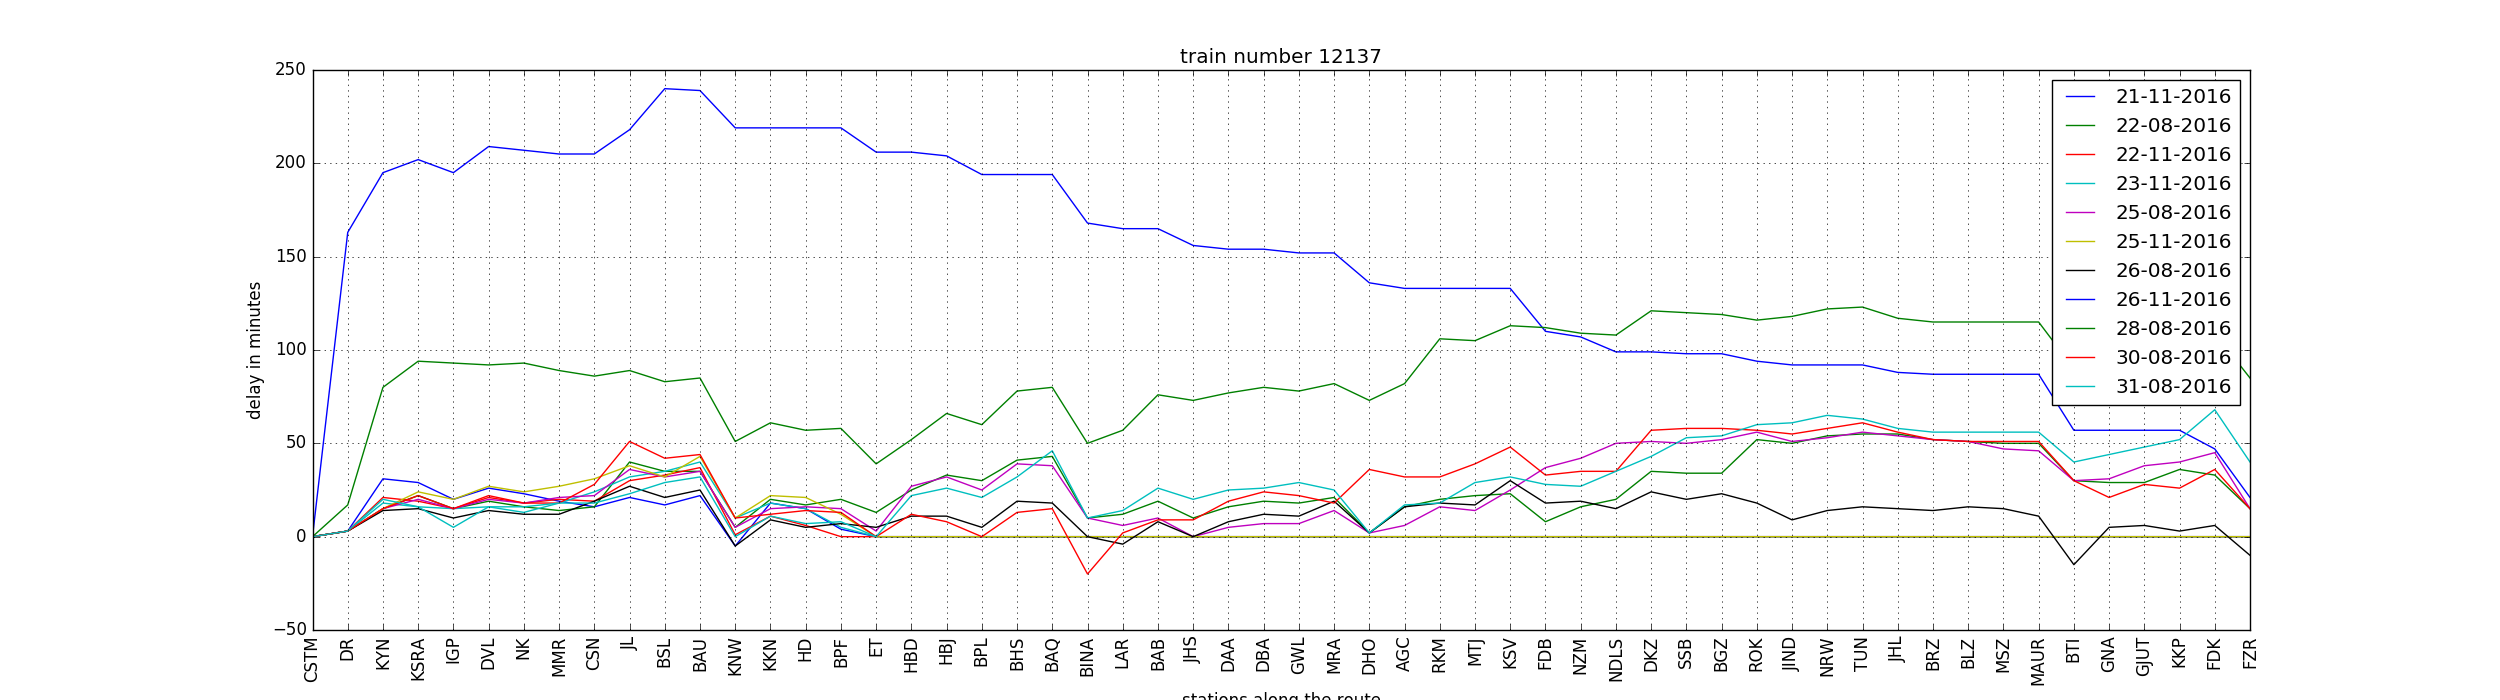 train number 12137
250
200
150
100
50
0
−50
delay in minutes
21-11-2016
22-08-2016
22-11-2016
23-11-2016
25-08-2016
25-11-2016
26-08-2016
26-11-2016
28-08-2016
30-08-2016
31-08-2016
CSTM
DR
KYN
KSRA
IGP
DVL
NK
MMR
CSN
JL
BSL
BAU
KNW
KKN
HD
BPF
ET
HBD
HBJ
BPL
BHS
BAQ
BINA
LAR
BAB
JHS
DAA
DBA
GWL
MRA
DHO
AGC
RKM
MTJ
KSV
FDB
NZM
NDLS
DKZ
SSB
BGZ
ROK
JIND
NRW
TUN
JHL
BRZ
BLZ
MSZ
MAUR
BTI
GNA
GJUT
KKP
FDK
FZR
stations along the route